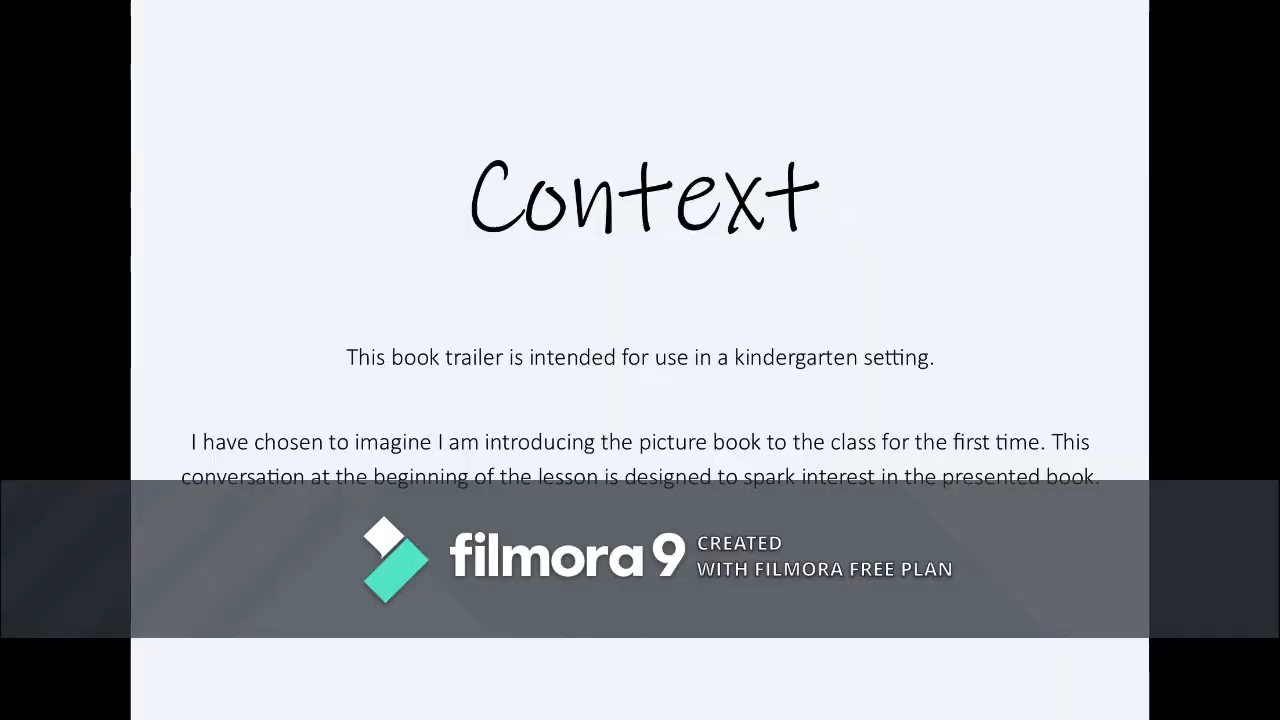 Context
This book trailer is intended for use in a kindergarten setting.
I have chosen to imagine I am introducing the picture book to the class for the first time. This
conversation at the beginning of the lesson is designed to spark interest in the presented book.
filmora 9 CREATED
WITH FILMORA FREE PLAN